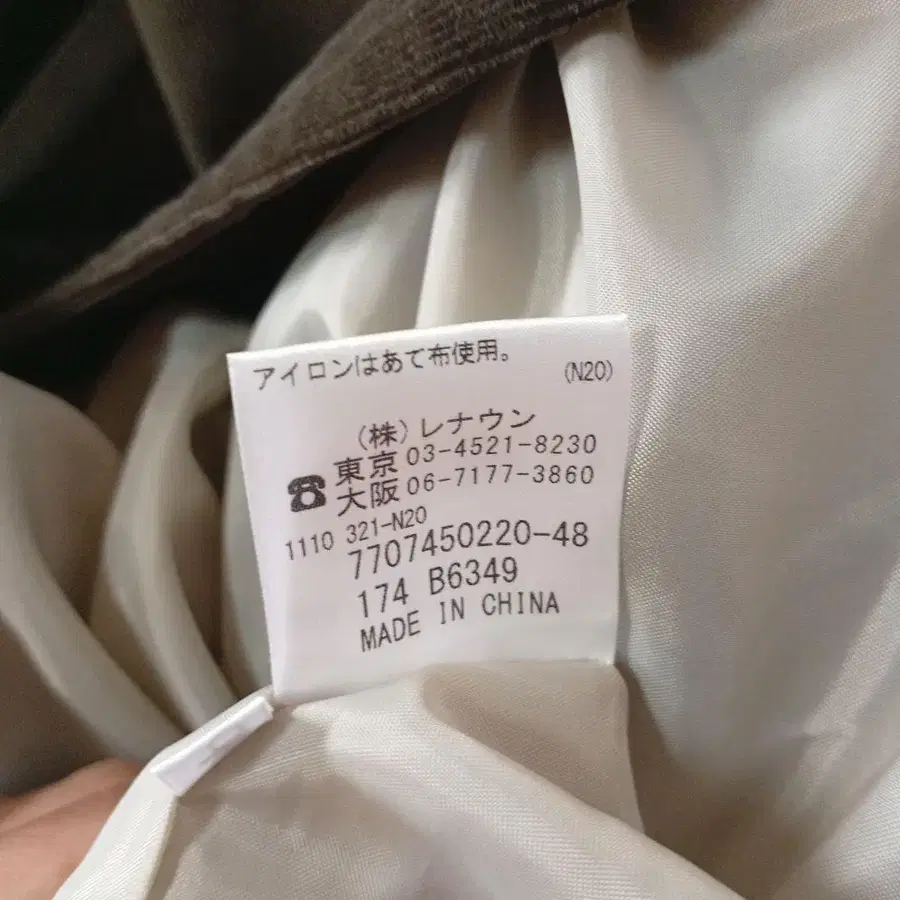 アイロンはあて布使用。
(N20)
(株)レナウン
東京 03-4521-8230
大阪 06-7177-3860
1110 321-N20
7707450220-48
174 B6349
MADE IN CHINA